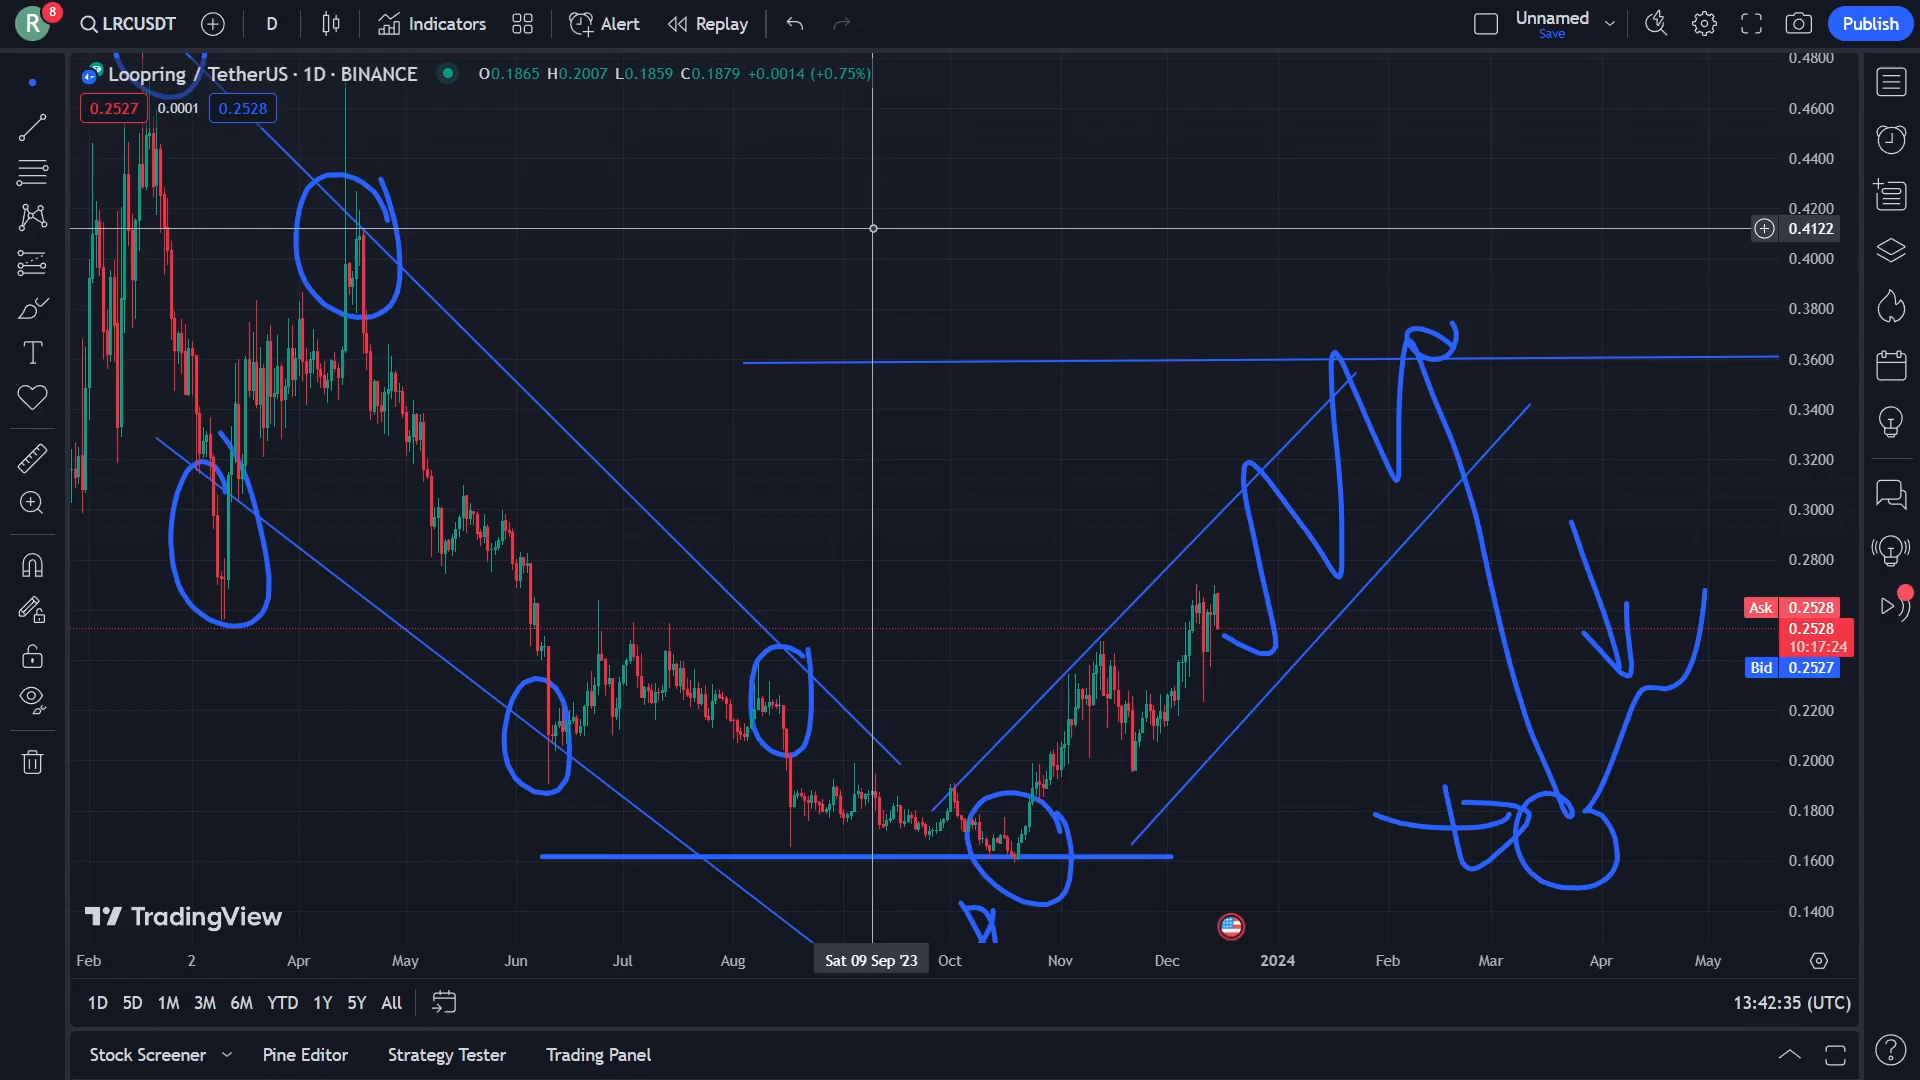 R 8 LRCUSDT D Indicators Alert Replay Unnamed Save Publish
Loopring / TetherUS · 1D · BINANCE O0.1865 H0.2007 L0.1859 C0.1879 +0.0014 (+0.75%)
0.2527 0.0001 0.2528
0.4800
0.4600
0.4400
0.4200
0.4122
0.4000
0.3800
0.3600
0.3400
0.3200
0.3000
0.2800
Ask 0.2528
0.2528
10:17:24
Bid 0.2527
0.2200
0.2000
0.1800
0.1600
0.1400
TradingView
Feb 2 Apr May Jun Jul Aug Sat 09 Sep '23 Oct Nov Dec 2024 Feb Mar Apr May
1D 5D 1M 3M 6M YTD 1Y 5Y All 13:42:35 (UTC)
Stock Screener Pine Editor Strategy Tester Trading Panel